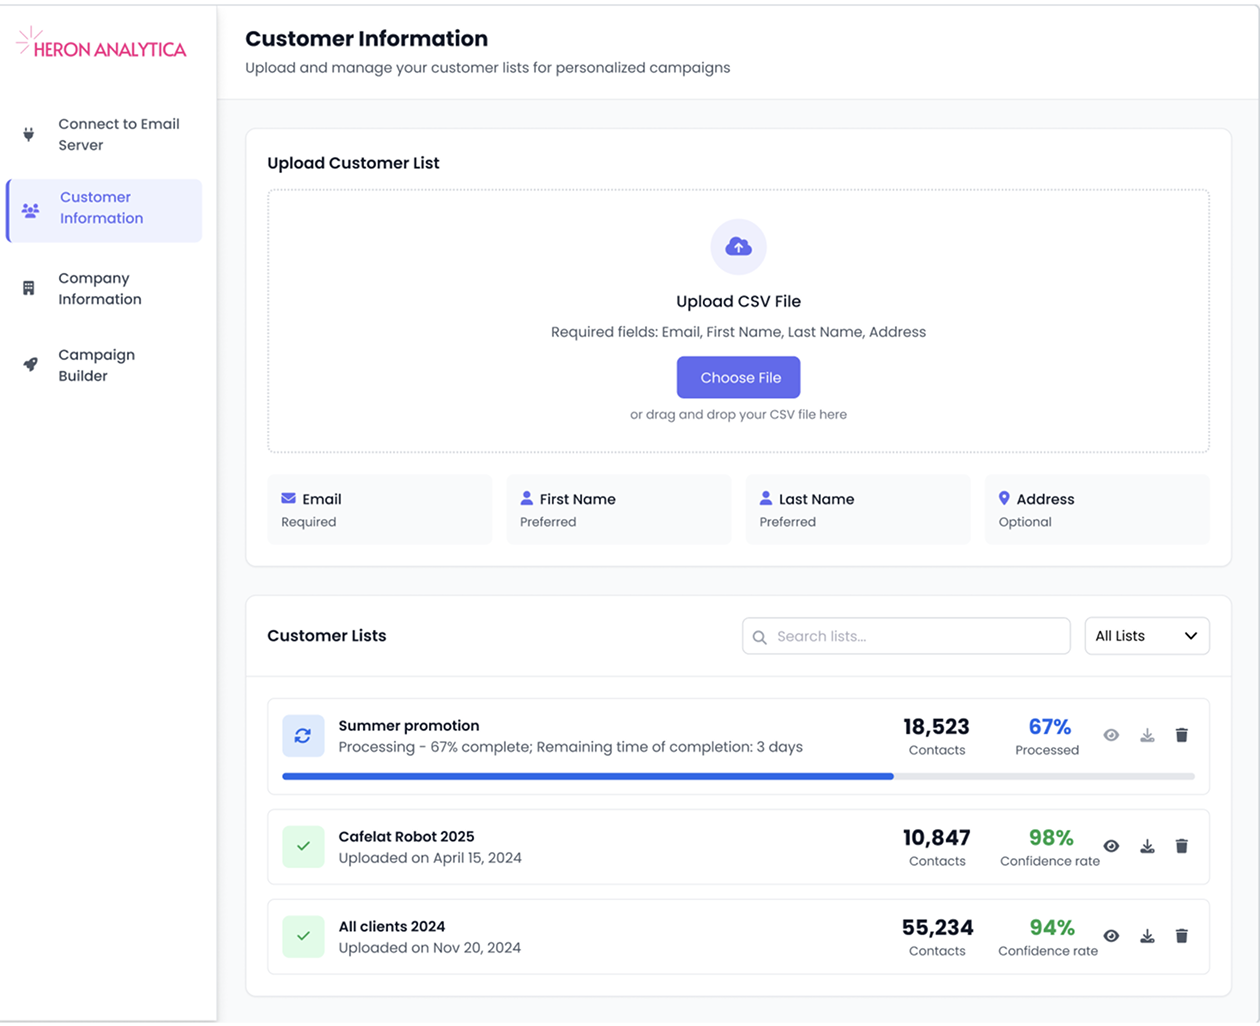 HERON ANALYTICA
Connect to Email
Server
Customer
Information
Company
Information
Campaign
Builder
Customer Information
Upload and manage your customer lists for personalized campaigns
Upload Customer List
Upload CSV File
Required fields: Email, First Name, Last Name, Address
Choose File
or drag and drop your CSV file here
Email
Required
First Name
Preferred
Last Name
Preferred
Address
Optional
Customer Lists
Search lists...
All Lists
Summer promotion
Processing - 67% complete; Remaining time of completion: 3 days
18,523
Contacts
67%
Processed
Cafelat Robot 2025
Uploaded on April 15, 2024
10,847
Contacts
98%
Confidence rate
All clients 2024
Uploaded on Nov 20, 2024
55,234
Contacts
94%
Confidence rate